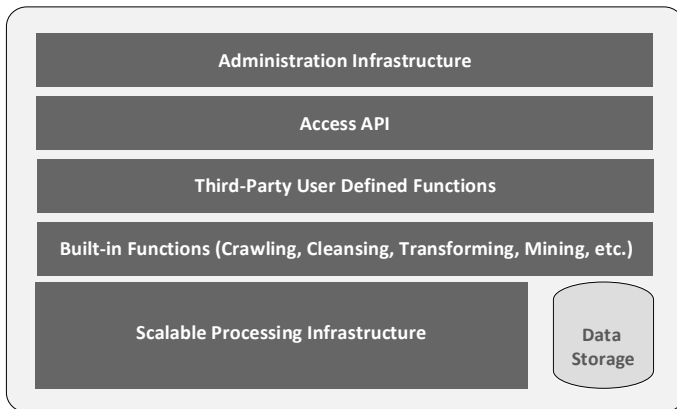 Administration Infrastructure
Access API
Third-Party User Defined Functions
Built-in Functions (Crawling, Cleansing, Transforming, Mining, etc.)
Scalable Processing Infrastructure
Data
Storage